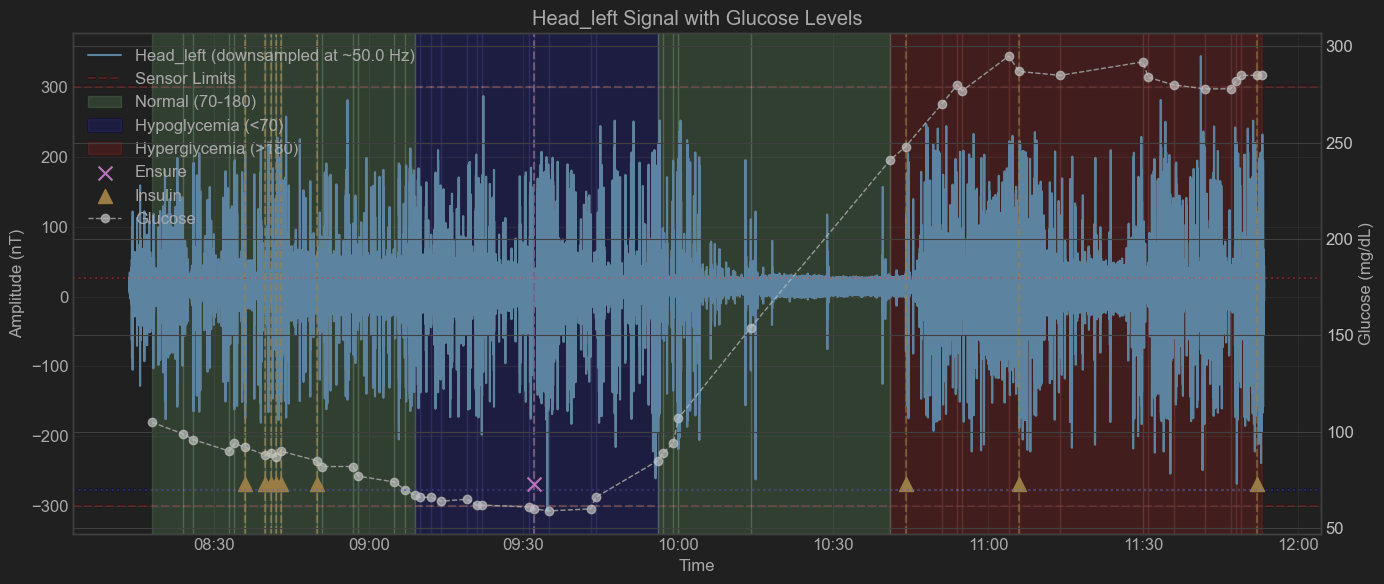 Head_left Signal with Glucose Levels
Head_left (downsampled at ~50.0 Hz)
Sensor Limits
Normal (70-180)
Hypoglycemia (<70)
Hyperglycemia (>180)
Ensure
Insulin
Glucose
Amplitude (nT)
300
200
100
0
−100
−200
−300
300
250
200
150
100
50
Glucose (mg/dL)
08:30 09:00 09:30 10:00 10:30 11:00 11:30 12:00
Time